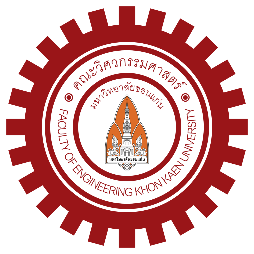 คณะวิศวกรรมศาสตร์
มหาวิทยาลัยขอนแก่น
FACULTY OF ENGINEERING KHON KAEN UNIVERSITY